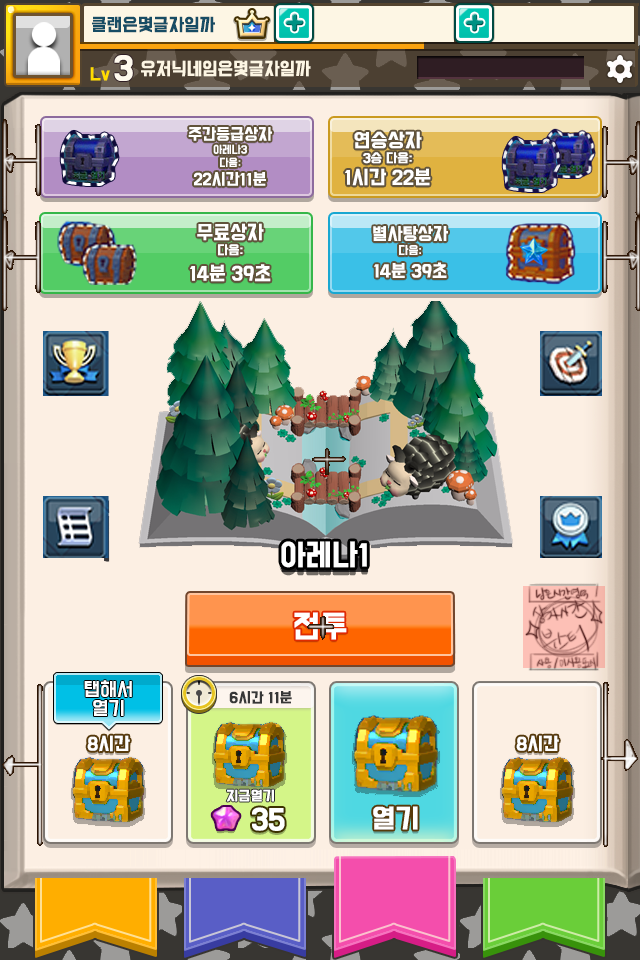 클랜은몇글자일까
Lv 3 유저닉네임은몇글자일까
주간등급상자
아레나3
다음:
22시간11분
연승상자
3승 다음:
1시간 22분
무료상자
다음:
14분 39초
별사탕상자
다음:
14분 39초
아레나1
전투
탭해서
열기
8시간
6시간 11분
지금열기
35
열기
8시간